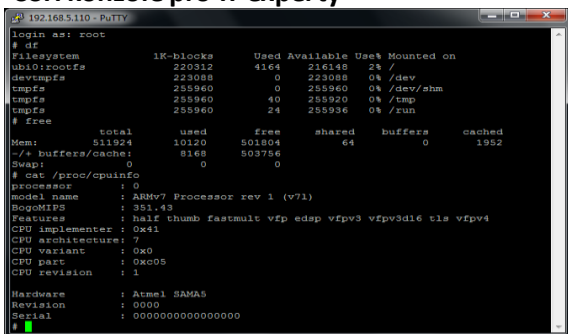 192.168.5.110 - PuTTY
login as: root
# df
Filesystem 1K-blocks Used Available Use% Mounted on
ubi0:rootfs 220312 4164 216148 2% /
devtmpfs 223088 0 223088 0% /dev
tmpfs 255960 0 255960 0% /dev/shm
tmpfs 255960 40 255920 0% /tmp
tmpfs 255960 24 255936 0% /run
# free
total used free shared buffers cached
Mem: 511924 10120 501804 64 0 1952
-/+ buffers/cache: 8168 503756
Swap: 0 0 0
# cat /proc/cpuinfo
processor : 0
model name : ARMv7 Processor rev 1 (v7l)
BogoMIPS : 351.43
Features : half thumb fastmult vfp edsp vfpv3 vfpv3d16 tls vfpv4
CPU implementer : 0x41
CPU architecture: 7
CPU variant : 0x0
CPU part : 0xc05
CPU revision : 1
Hardware : Atmel SAMA5
Revision : 0000
Serial : 0000000000000000
#